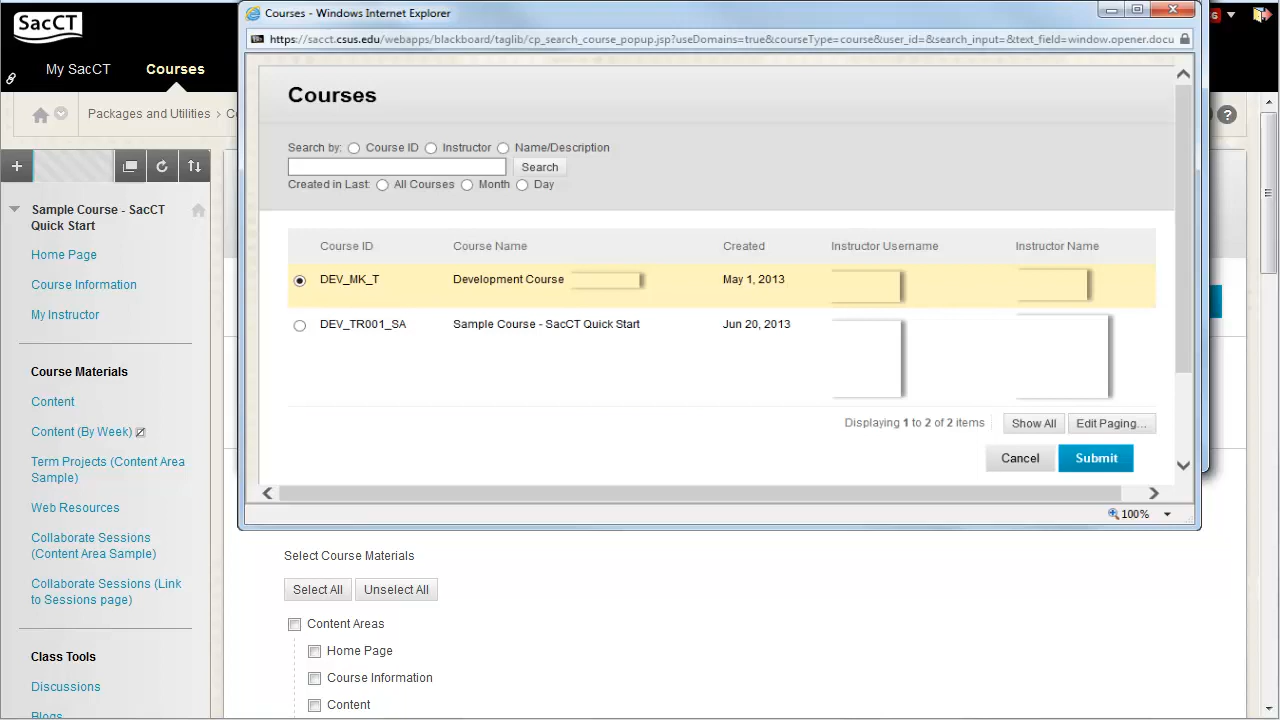 SacCT
My SacCT
Courses
Packages and Utilities >
Sample Course - SacCT
Quick Start
Home Page
Course Information
My Instructor
Course Materials
Content
Content (By Week)
Term Projects (Content Area
Sample)
Web Resources
Collaborate Sessions
(Content Area Sample)
Collaborate Sessions (Link
to Sessions page)
Class Tools
Discussions
Blogs
Courses - Windows Internet Explorer
https://sacct.csus.edu/webapps/blackboard/taglib/cp_search_course_popup.jsp?useDomains=true&courseType=course&user_id=&search_input=&text_field=window.opener.docu
Courses
Search by: Course ID Instructor Name/Description
Search
Created in Last: All Courses Month Day
Course ID Course Name Created Instructor Username Instructor Name
DEV_MK_T Development Course May 1, 2013
DEV_TR001_SA Sample Course - SacCT Quick Start Jun 20, 2013
Displaying 1 to 2 of 2 items Show All Edit Paging...
Cancel Submit
100%
Select Course Materials
Select All Unselect All
Content Areas
Home Page
Course Information
Content